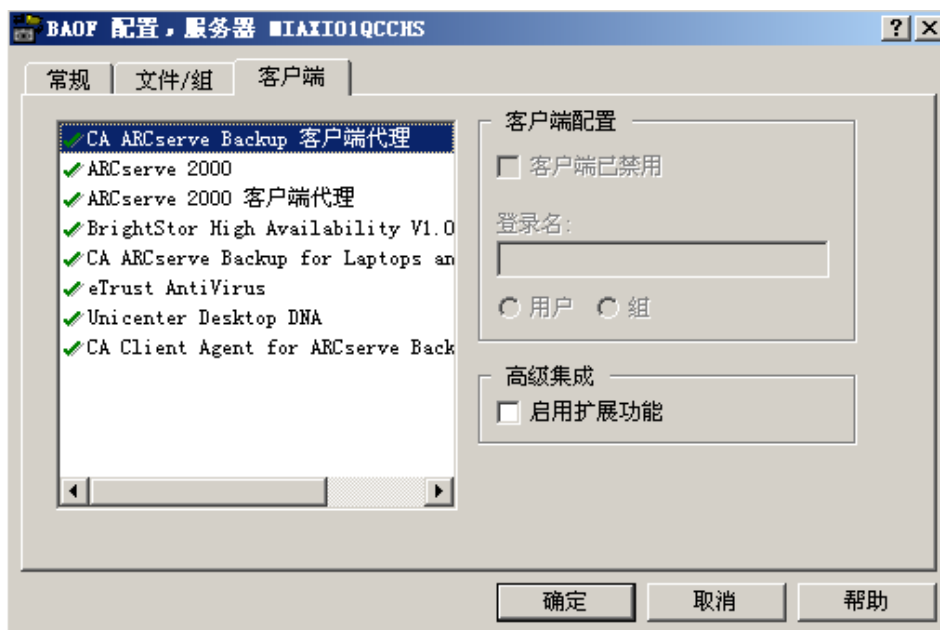 BAOF 配置，服务器 WIAXIO1QCCHS
常规 文件/组 客户端
CA ARCserve Backup 客户端代理
ARCserve 2000
ARCserve 2000 客户端代理
BrightStor High Availability V1.0
CA ARCserve Backup for Laptops an
eTrust AntiVirus
Unicenter Desktop DNA
CA Client Agent for ARCserve Back
客户端配置
客户端已禁用
登录名:
用户 组
高级集成
启用扩展功能
确定 取消 帮助